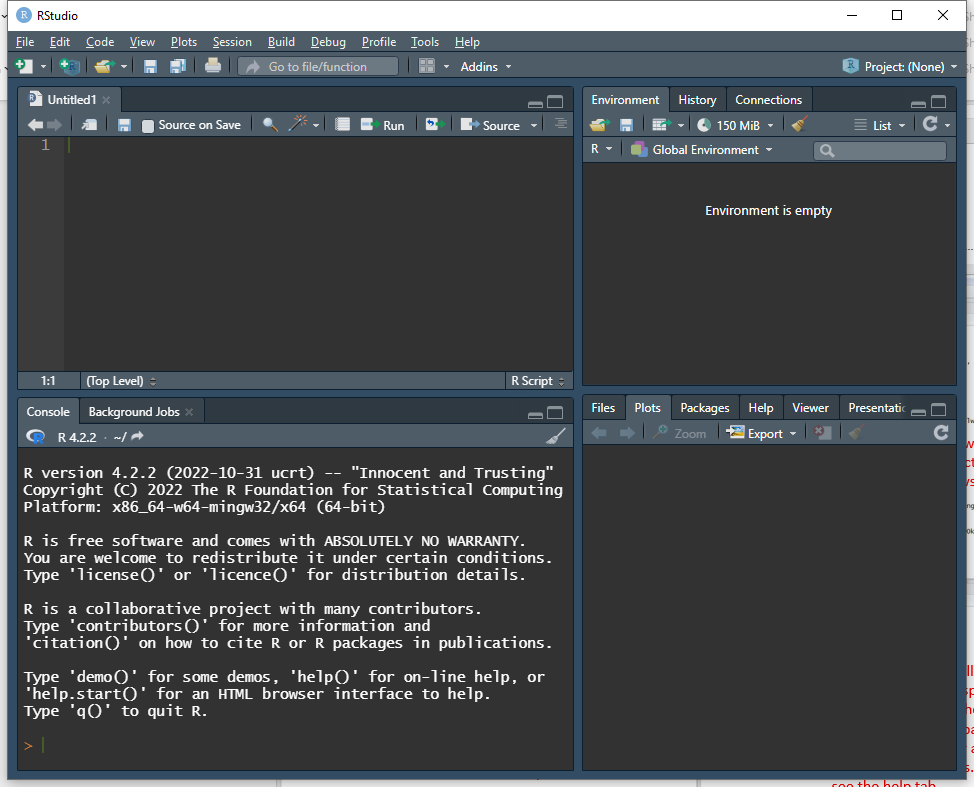 RStudio
File Edit Code View Plots Session Build Debug Profile Tools Help
Go to file/function Addins Project: (None)
Untitled1
Source on Save Run Source
1
1:1 (Top Level) R Script
Console Background Jobs
R 4.2.2 · ~/
R version 4.2.2 (2022-10-31 ucrt) -- "Innocent and Trusting"
Copyright (C) 2022 The R Foundation for Statistical Computing
Platform: x86_64-w64-mingw32/x64 (64-bit)
R is free software and comes with ABSOLUTELY NO WARRANTY.
You are welcome to redistribute it under certain conditions.
Type 'license()' or 'licence()' for distribution details.
R is a collaborative project with many contributors.
Type 'contributors()' for more information and
'citation()' on how to cite R or R packages in publications.
Type 'demo()' for some demos, 'help()' for on-line help, or
'help.start()' for an HTML browser interface to help.
Type 'q()' to quit R.
>
Environment History Connections
150 MiB List
R Global Environment
Environment is empty
Files Plots Packages Help Viewer Presentatic
Zoom Export
see the help tab